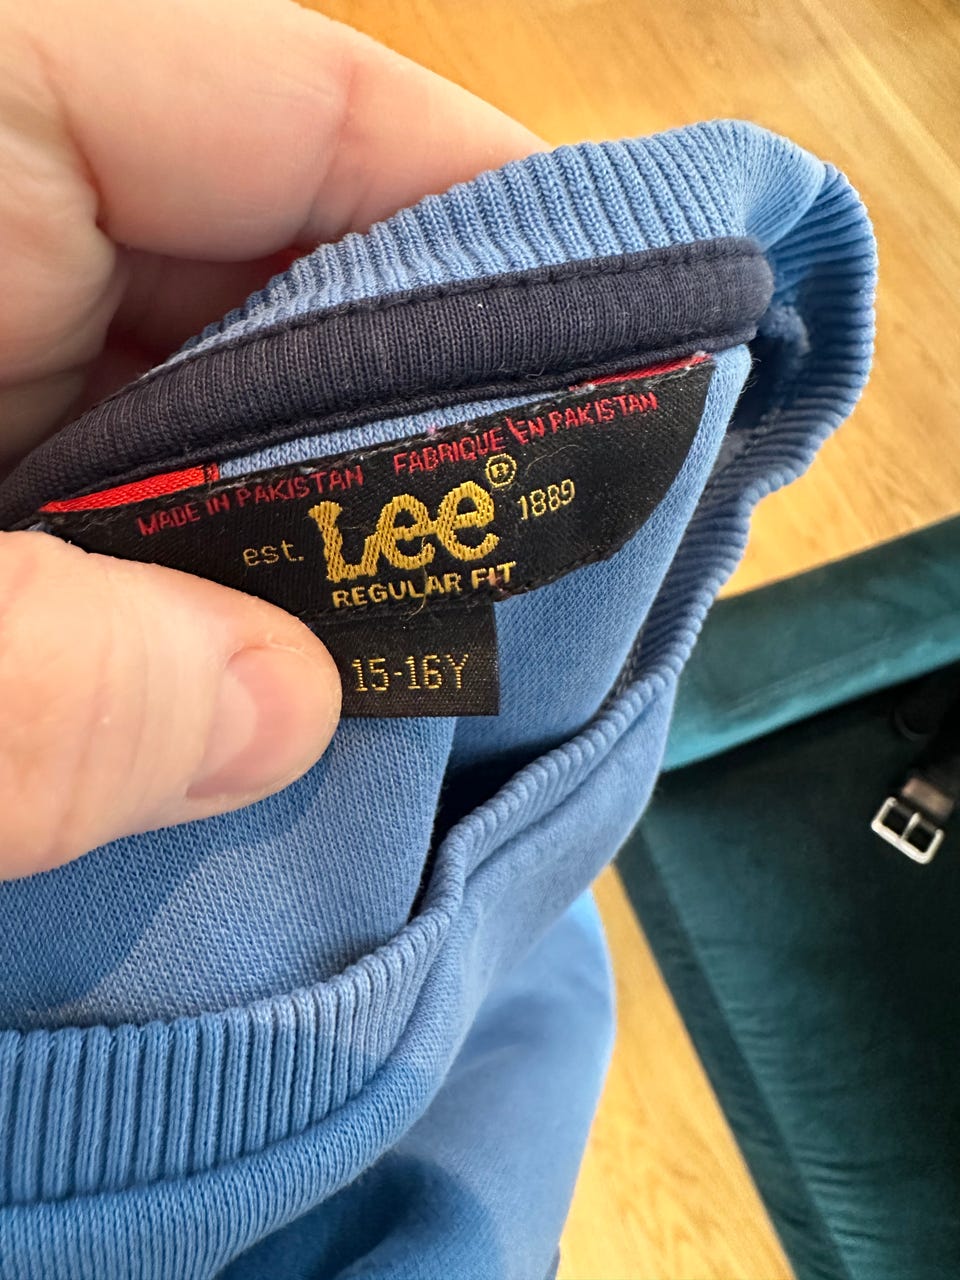 MADE IN PAKISTAN FABRIQUE EN PAKISTAN
est. Lee® 1889
REGULAR FIT
15-16Y